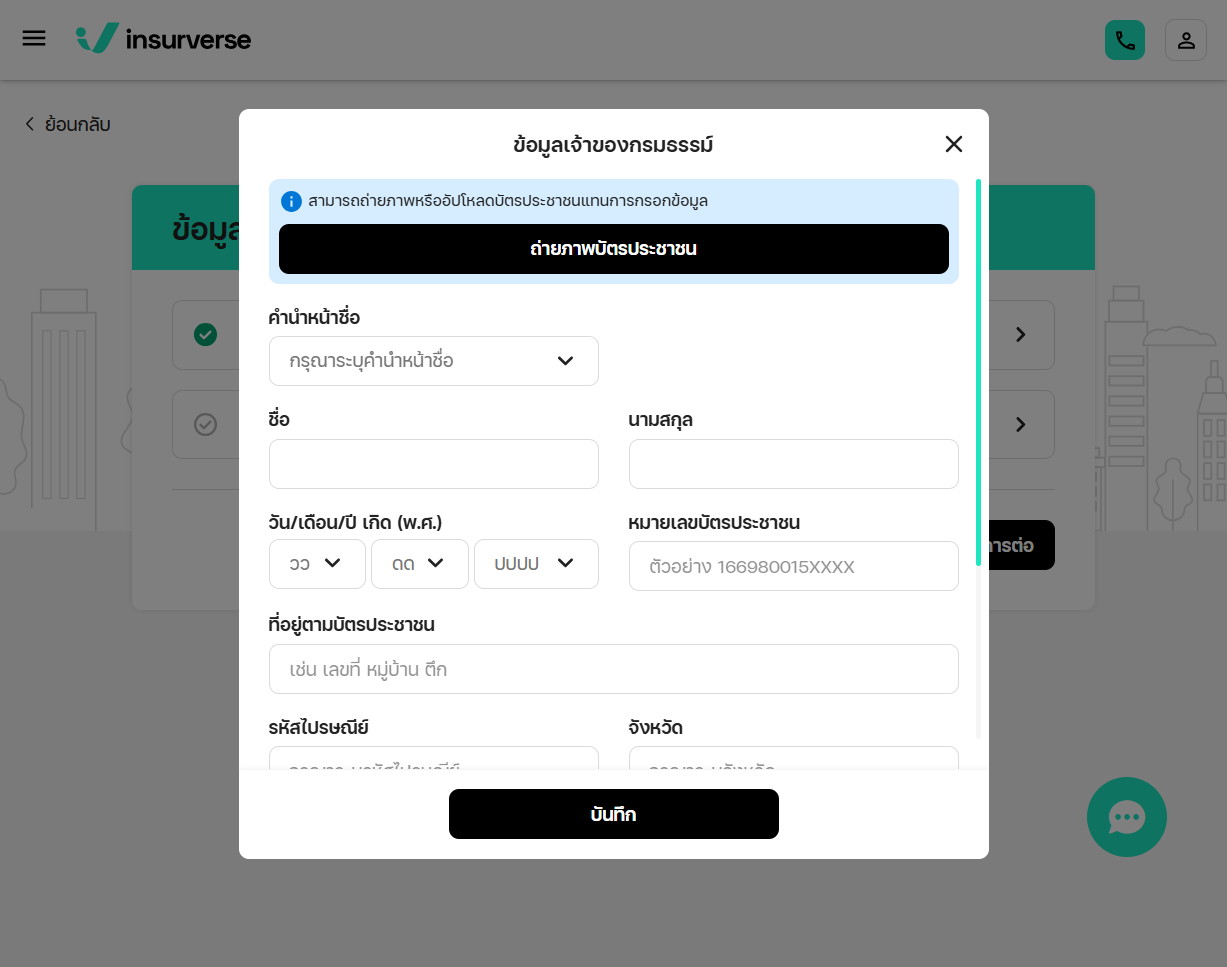 insurverse
ย้อนกลับ
ข้อมูลเจ้าของกรมธรรม์
สามารถถ่ายภาพหรืออัปโหลดบัตรประชาชนแทนการกรอกข้อมูล
ถ่ายภาพบัตรประชาชน
คำนำหน้าชื่อ
กรุณาระบุคำนำหน้าชื่อ
ชื่อ
นามสกุล
วัน/เดือน/ปี เกิด (พ.ศ.)
หมายเลขบัตรประชาชน
วว
ดด
ปปปป
ตัวอย่าง 166980015XXXX
ที่อยู่ตามบัตรประชาชน
เช่น เลขที่ หมู่บ้าน ตึก
รหัสไปรษณีย์
จังหวัด
บันทึก